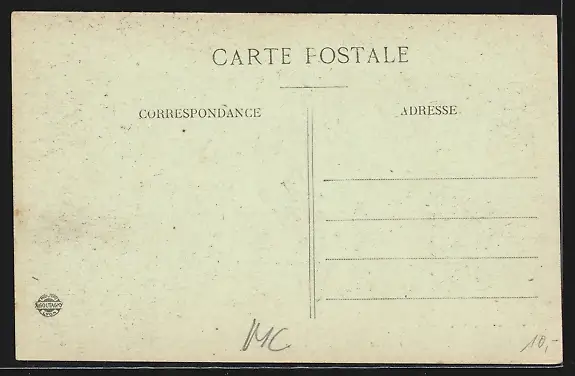 CARTE POSTALE
CORRESPONDANCE
ADRESSE
MC
10,-